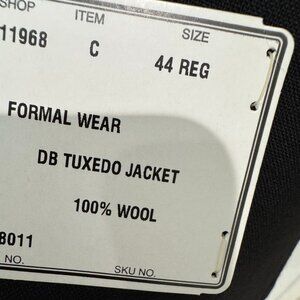 SHOP ITEM SIZE
11968 C 44 REG
FORMAL WEAR
DB TUXEDO JACKET
100% WOOL
8011
NO. SKU NO.